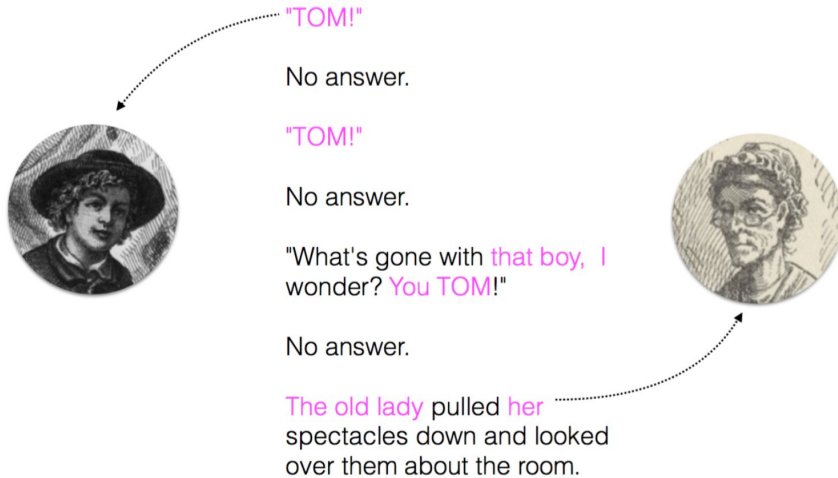 "TOM!"
No answer.
"TOM!"
No answer.
"What's gone with that boy,  I
wonder? You TOM!"
No answer.
The old lady pulled her
spectacles down and looked
over them about the room.